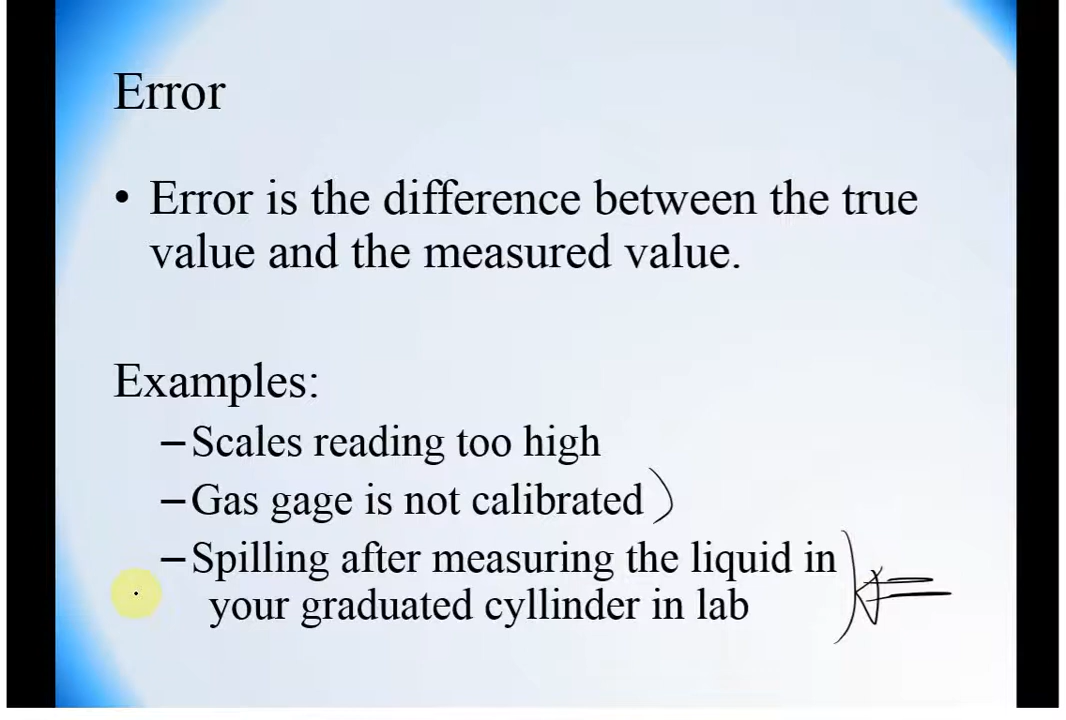 Error
• Error is the difference between the true
value and the measured value.
Examples:
–Scales reading too high
–Gas gage is not calibrated
–Spilling after measuring the liquid in
your graduated cyllinder in lab